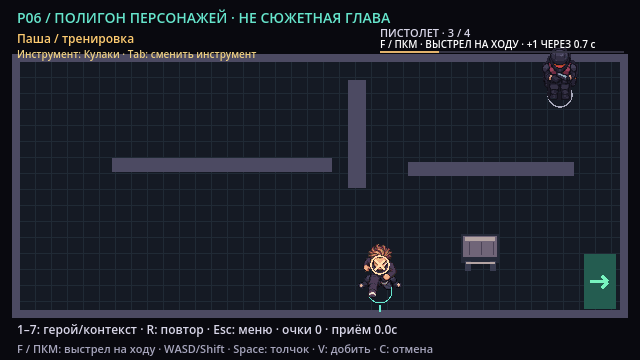 P06 / ПОЛИГОН ПЕРСОНАЖЕЙ · НЕ СЮЖЕТНАЯ ГЛАВА
Паша / тренировка
Инструмент: Кулаки · Tab: сменить инструмент
ПИСТОЛЕТ · 3 / 4
F / ПКМ · ВЫСТРЕЛ НА ХОДУ · +1 ЧЕРЕЗ 0.7 с
1–7: герой/контекст · R: повтор · Esc: меню · очки 0 · приём 0.0с
F / ПКМ: выстрел на ходу · WASD/Shift · Space: толчок · V: добить · C: отмена